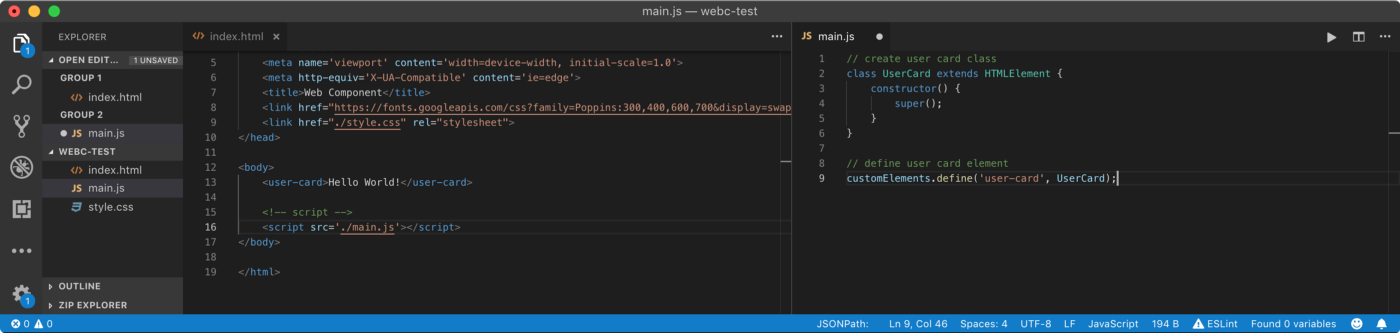 main.js — webc-test
EXPLORER
OPEN EDIT... 1 UNSAVED
GROUP 1
index.html
GROUP 2
JS main.js
WEBC-TEST
index.html
JS main.js
style.css
OUTLINE
ZIP EXPLORER
1
1
index.html
5 <meta name='viewport' content='width=device-width, initial-scale=1.0'>
6 <meta http-equiv='X-UA-Compatible' content='ie=edge'>
7 <title>Web Component</title>
8 <link href="https://fonts.googleapis.com/css?family=Poppins:300,400,600,700&display=swap
9 <link href="./style.css" rel="stylesheet">
10 </head>
11
12 <body>
13 <user-card>Hello World!</user-card>
14
15 <!-- script -->
16 <script src='./main.js'></script>
17 </body>
18
19 </html>
JS main.js
1 // create user card class
2 class UserCard extends HTMLElement {
3 constructor() {
4 super();
5 }
6 }
7
8 // define user card element
9 customElements.define('user-card', UserCard);
0 0 JSONPath: Ln 9, Col 46 Spaces: 4 UTF-8 LF JavaScript 194 B ESLint Found 0 variables